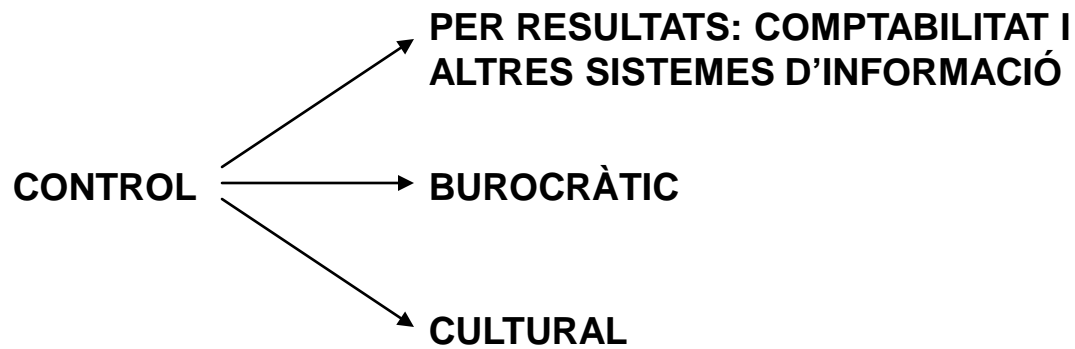 PER RESULTATS: COMPTABILITAT I
ALTRES SISTEMES D’INFORMACIÓ
CONTROL
BUROCRÀTIC
CULTURAL